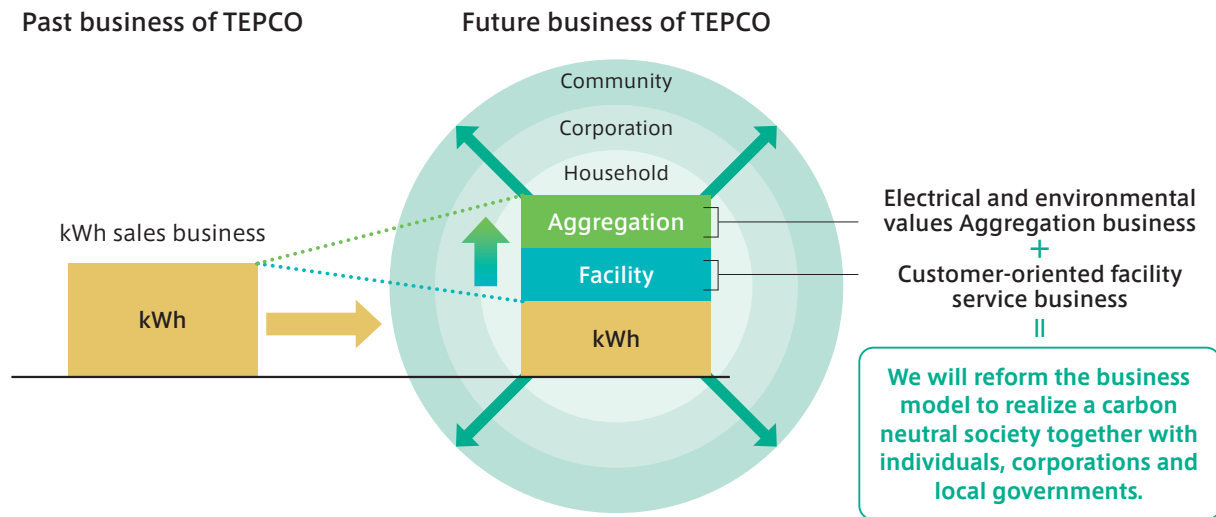 Past business of TEPCO
Future business of TEPCO
Community
Corporation
Household
kWh sales business
kWh
Aggregation
Facility
kWh
Electrical and environmental
values Aggregation business
+
Customer-oriented facility
service business
=
We will reform the business
model to realize a carbon
neutral society together with
individuals, corporations and
local governments.